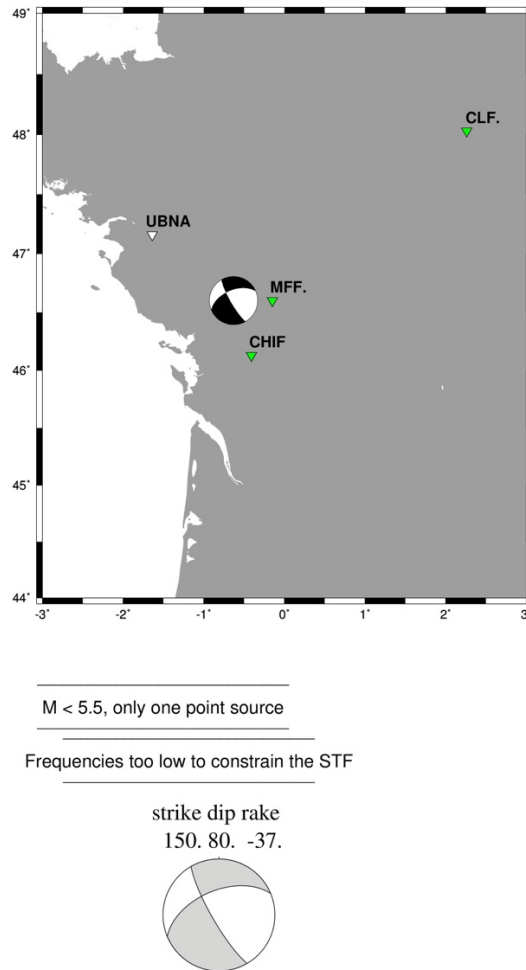 49°
48°
CLF.
UBNA
47°
MFF.
CHIF
46°
45°
44°
-3° -2° -1° 0° 1° 2° 3
M < 5.5, only one point source
Frequencies too low to constrain the STF
strike dip rake
150. 80. -37.